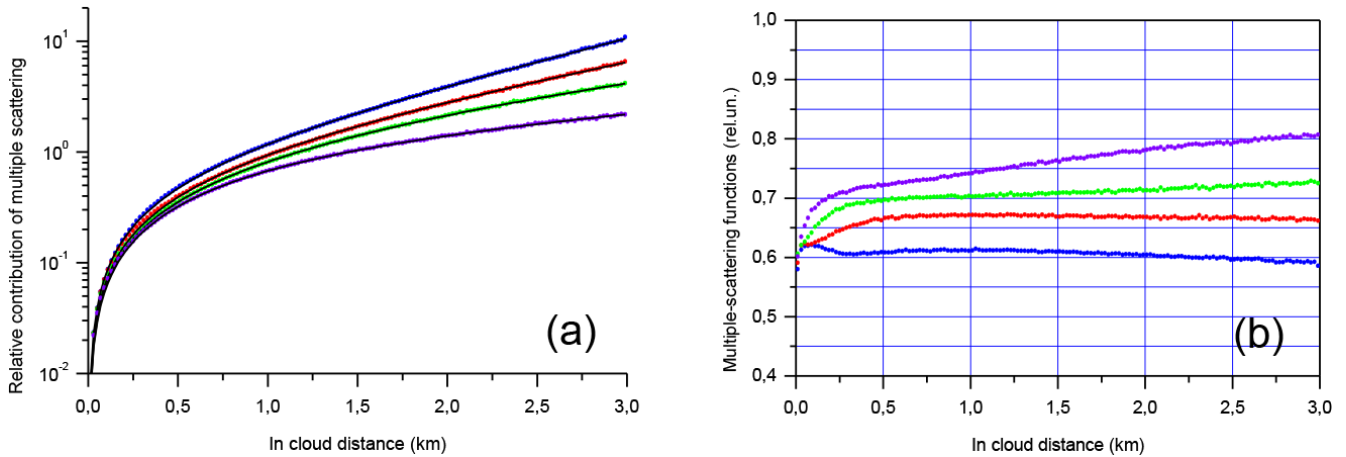 Relative contribution of multiple scattering
10¹
10⁰
10⁻¹
10⁻²
0,0 0,5 1,0 1,5 2,0 2,5 3,0
In cloud distance (km)
(a)
Multiple-scattering functions (rel.un.)
1,0
0,9
0,8
0,7
0,6
0,5
0,4
0,0 0,5 1,0 1,5 2,0 2,5 3,0
In cloud distance (km)
(b)